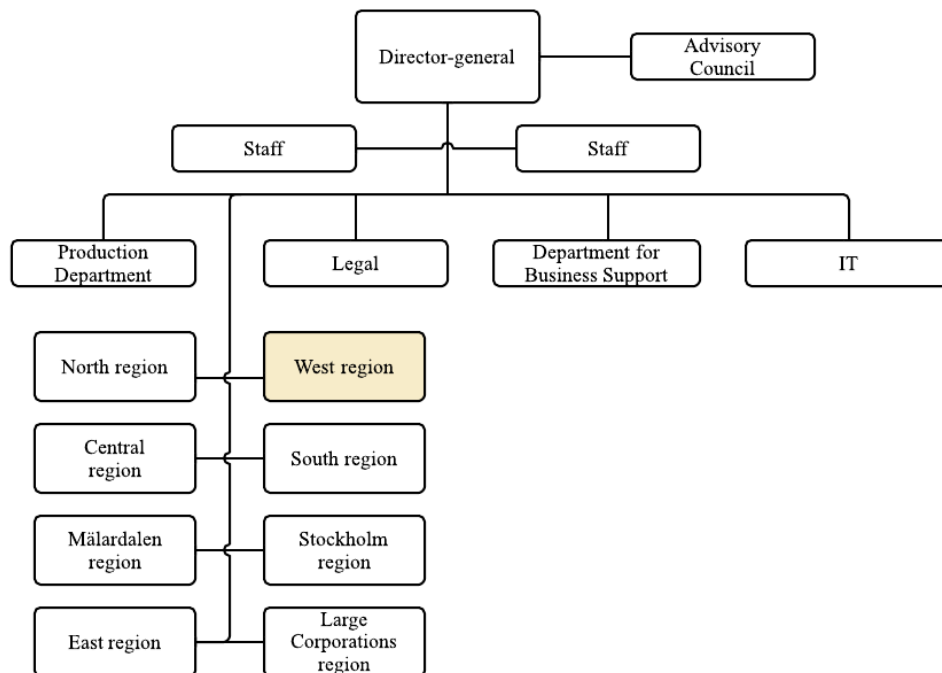 Director-general
Advisory
Council
Staff
Staff
Production
Department
Legal
Department for
Business Support
IT
North region
West region
Central
region
South region
Mälardalen
region
Stockholm
region
East region
Large
Corporations
region